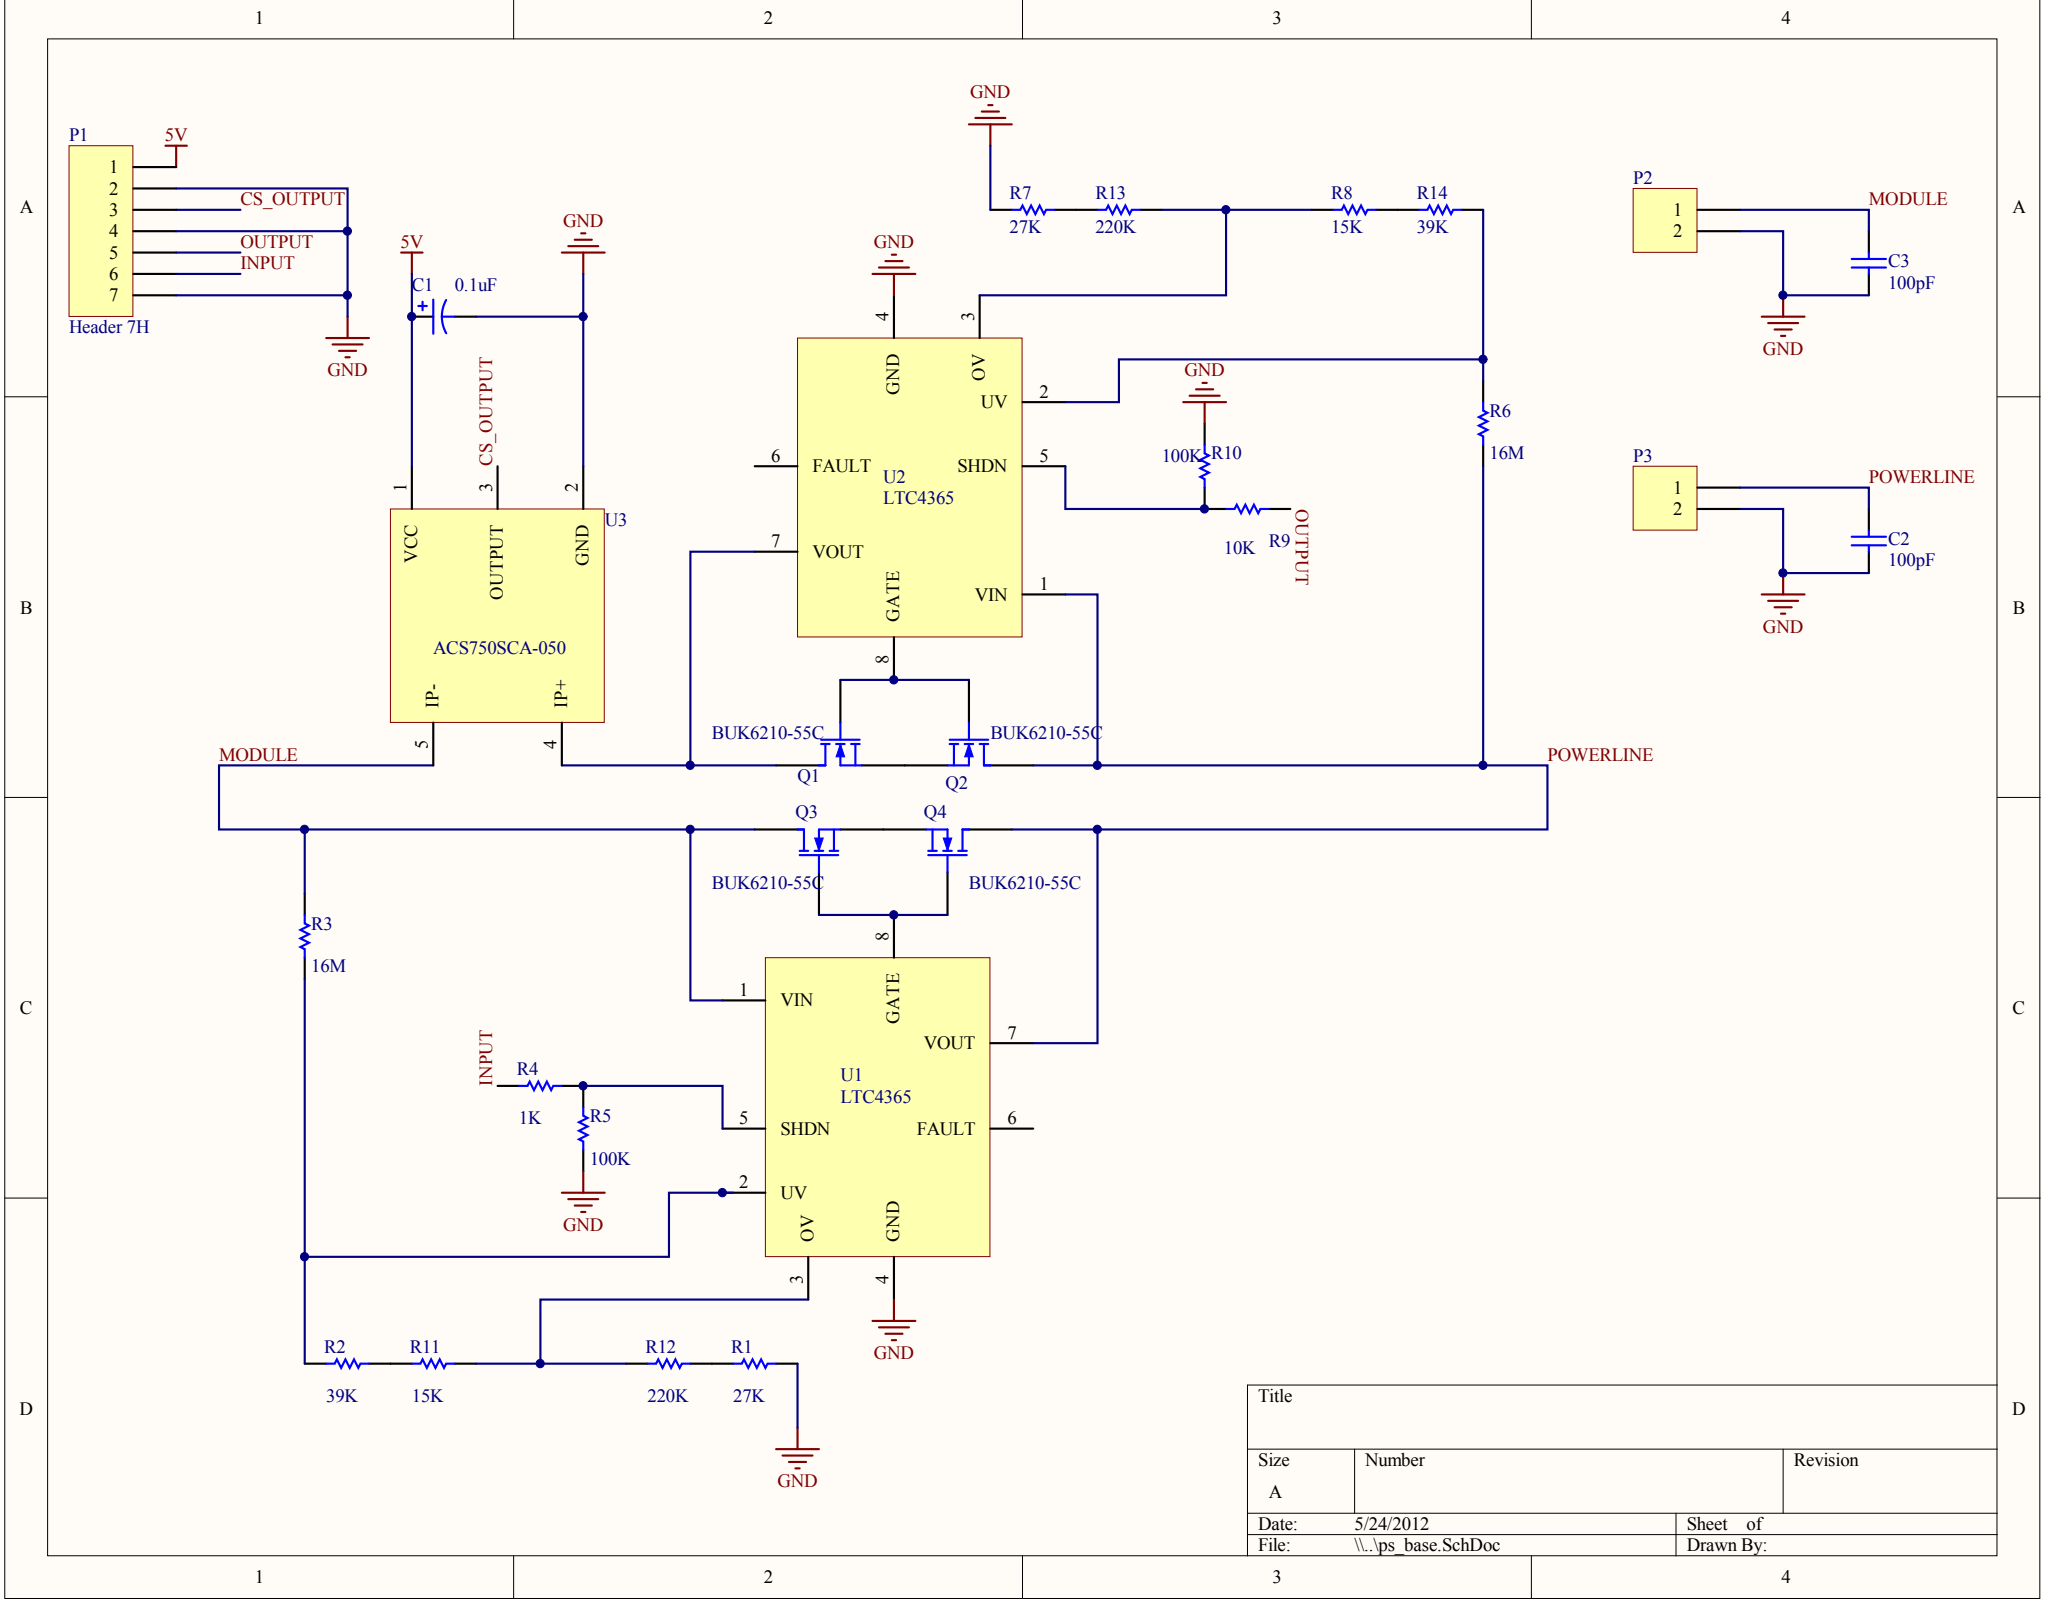 1 2 3 4
A
B
C
D
A
B
C
D
P1
5V
1
2
3
4
5
6
7
CS_OUTPUT
OUTPUT
INPUT
Header 7H
GND
5V
C1 0.1uF
GND
CS_OUTPUT
1
3
2
VCC
OUTPUT
GND
U3
ACS750SCA-050
IP-
IP+
5
4
MODULE
GND
R7
27K
R13
220K
R8
15K
R14
39K
GND
4
3
GND
OV
UV
2
6
FAULT
U2
LTC4365
SHDN
5
7
VOUT
GATE
VIN
1
8
GND
100K
R10
10K
R9
OUTPUT
R6
16M
BUK6210-55C
Q1
BUK6210-55C
Q2
POWERLINE
P2
1
2
MODULE
C3
100pF
GND
P3
1
2
POWERLINE
C2
100pF
GND
Q3
Q4
BUK6210-55C
BUK6210-55C
8
R3
16M
1
VIN
GATE
VOUT
7
U1
LTC4365
INPUT
R4
1K
R5
100K
GND
5
SHDN
FAULT
6
2
UV
OV
GND
3
4
GND
R2
39K
R11
15K
R12
220K
R1
27K
GND
Title
Size
A
Number
Revision
Date: 5/24/2012
Sheet of
File: \\..\ps_base.SchDoc
Drawn By:
1 2 3 4